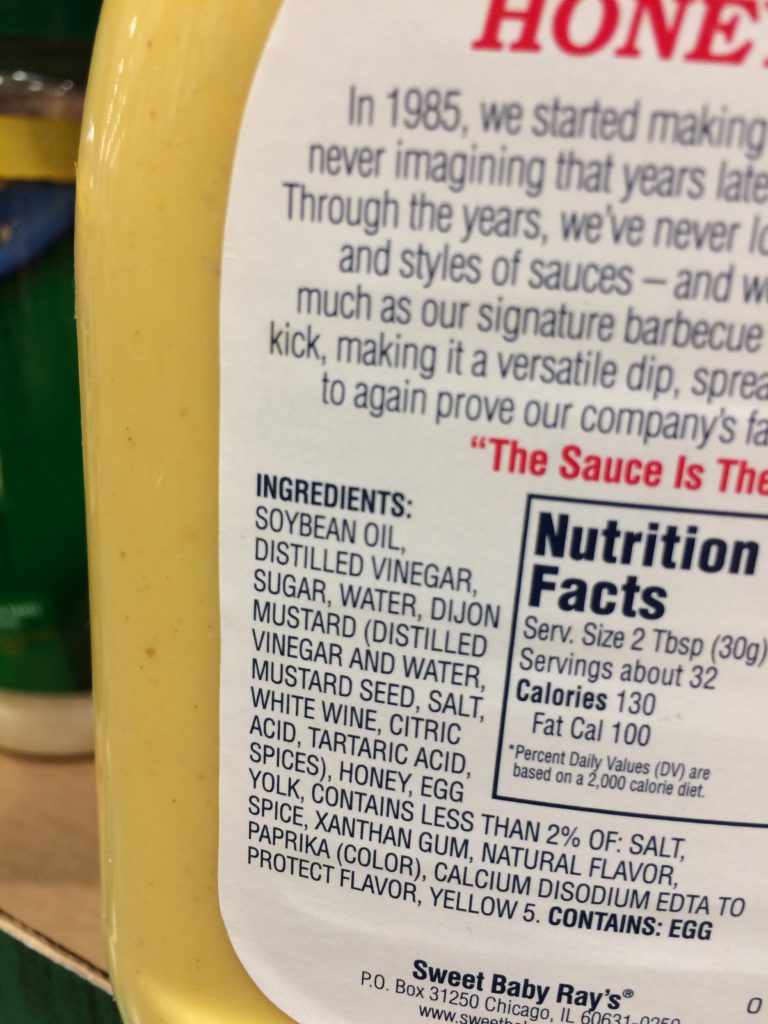 HONEY
In 1985, we started making
never imagining that years late
Through the years, we've never lo
and styles of sauces – and we
much as our signature barbecue
kick, making it a versatile dip, sprea
to again prove our company's fa
"The Sauce Is The
INGREDIENTS:
SOYBEAN OIL,
DISTILLED VINEGAR,
SUGAR, WATER, DIJON
MUSTARD (DISTILLED
VINEGAR AND WATER,
MUSTARD SEED, SALT,
WHITE WINE, CITRIC
ACID, TARTARIC ACID,
SPICES), HONEY, EGG
YOLK, CONTAINS LESS THAN 2% OF: SALT,
SPICE, XANTHAN GUM, NATURAL FLAVOR,
PAPRIKA (COLOR), CALCIUM DISODIUM EDTA TO
PROTECT FLAVOR, YELLOW 5. CONTAINS: EGG
Nutrition
Facts
Serv. Size 2 Tbsp (30g)
Servings about 32
Calories 130
Fat Cal 100
*Percent Daily Values (DV) are
based on a 2,000 calorie diet.
Sweet Baby Ray's®
P.O. Box 31250 Chicago, IL 60631-0250